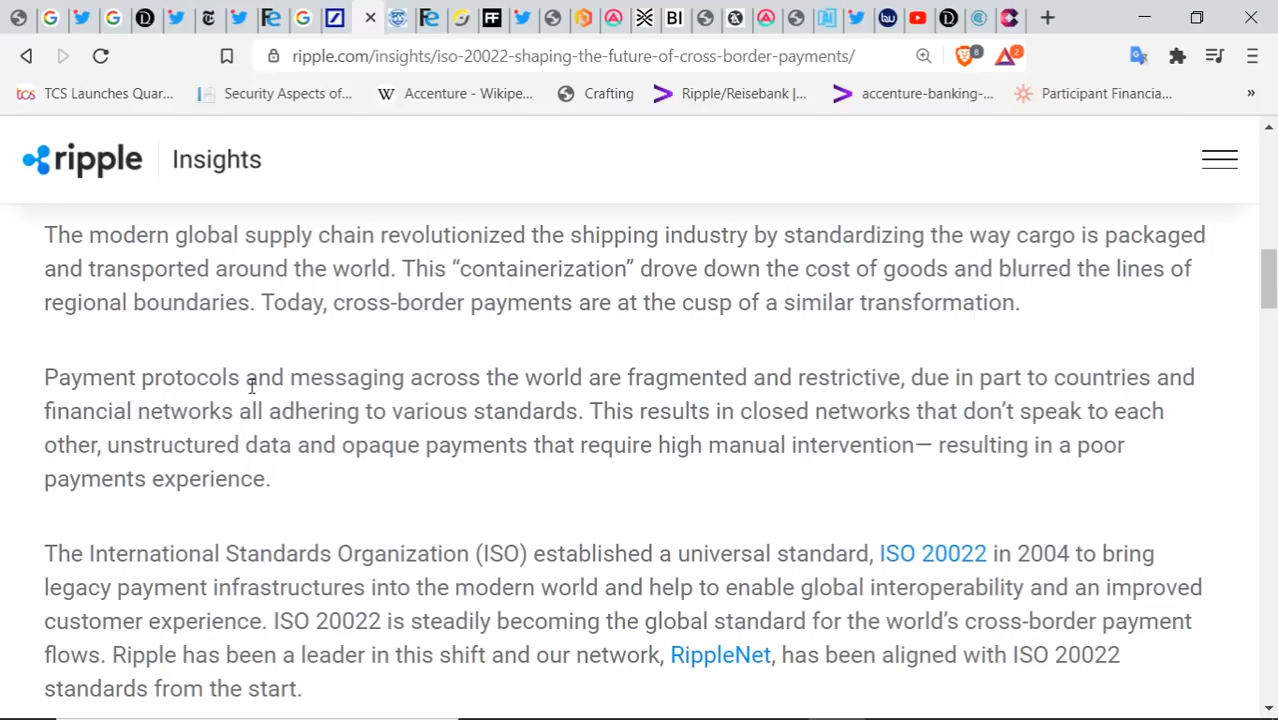 ripple.com/insights/iso-20022-shaping-the-future-of-cross-border-payments/
8
2
tcs TCS Launches Quar... Security Aspects of... W Accenture - Wikipe... Crafting Ripple/Reisebank |... accenture-banking-... Participant Financia... »
ripple Insights
The modern global supply chain revolutionized the shipping industry by standardizing the way cargo is packaged
and transported around the world. This “containerization” drove down the cost of goods and blurred the lines of
regional boundaries. Today, cross-border payments are at the cusp of a similar transformation.
Payment protocols and messaging across the world are fragmented and restrictive, due in part to countries and
financial networks all adhering to various standards. This results in closed networks that don’t speak to each
other, unstructured data and opaque payments that require high manual intervention— resulting in a poor
payments experience.
The International Standards Organization (ISO) established a universal standard, ISO 20022 in 2004 to bring
legacy payment infrastructures into the modern world and help to enable global interoperability and an improved
customer experience. ISO 20022 is steadily becoming the global standard for the world’s cross-border payment
flows. Ripple has been a leader in this shift and our network, RippleNet, has been aligned with ISO 20022
standards from the start.